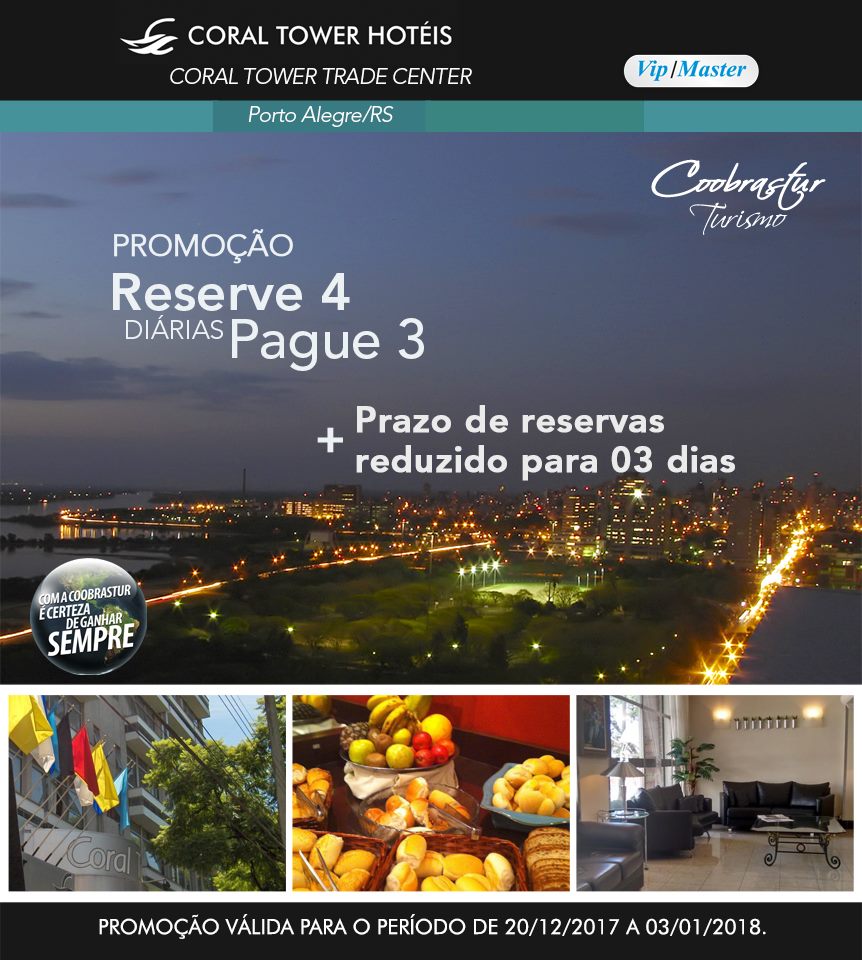 CORAL TOWER HOTÉIS
CORAL TOWER TRADE CENTER
Vip/Master
Porto Alegre/RS
Coobrastur
Turismo
PROMOÇÃO
Reserve 4
DIÁRIAS Pague 3
+ Prazo de reservas
reduzido para 03 dias
COM A COOBRASTUR
É CERTEZA
DE GANHAR
SEMPRE
Coral
PROMOÇÃO VÁLIDA PARA O PERÍODO DE 20/12/2017 A 03/01/2018.